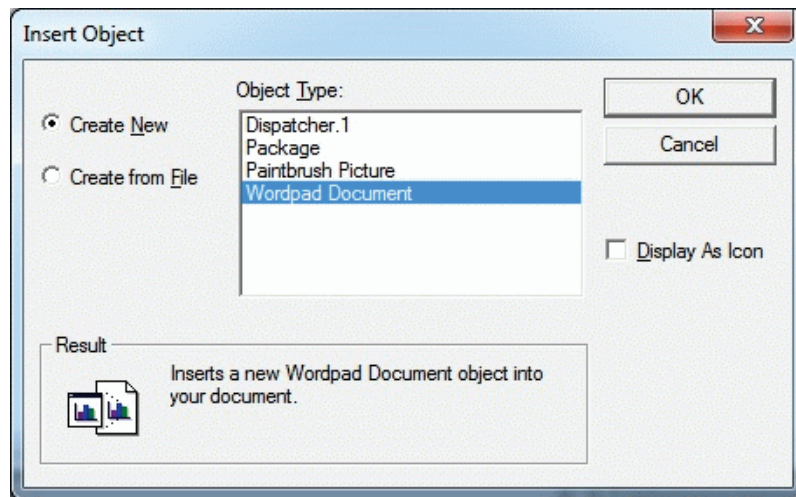 Insert Object
Object Type:
Create New
Create from File
Dispatcher.1
Package
Paintbrush Picture
Wordpad Document
OK
Cancel
Display As Icon
Result
Inserts a new Wordpad Document object into
your document.